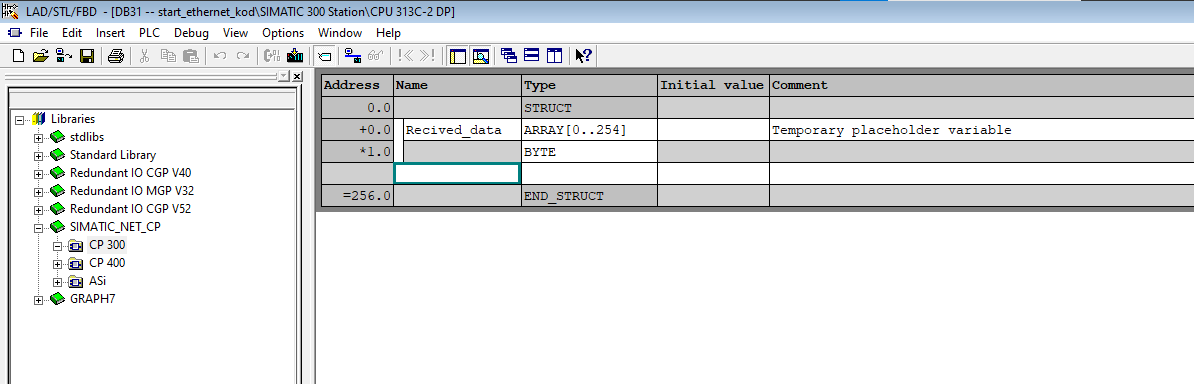 LAD/STL/FBD - [DB31 -- start_ethernet_kod\SIMATIC 300 Station\CPU 313C-2 DP]
File Edit Insert PLC Debug View Options Window Help
Libraries
stdlibs
Standard Library
Redundant IO CGP V40
Redundant IO MGP V32
Redundant IO CGP V52
SIMATIC_NET_CP
CP 300
CP 400
ASi
GRAPH7
Address Name Type Initial value Comment
0.0 STRUCT
+0.0 Recived_data ARRAY[0..254] Temporary placeholder variable
*1.0 BYTE
=256.0 END_STRUCT